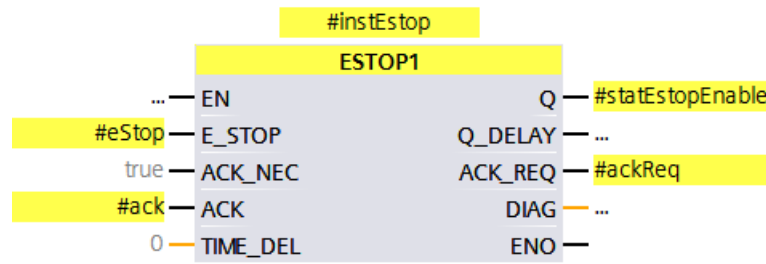 #instEstop
ESTOP1
... EN Q #statEstopEnable
#eStop E_STOP Q_DELAY ...
true ACK_NEC ACK_REQ #ackReq
#ack ACK DIAG ...
0 TIME_DEL ENO